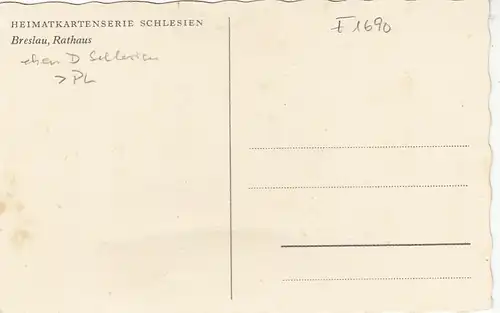 HEIMATKARTENSERIE SCHLESIEN
Breslau, Rathaus
ehem D Schlesien
> PL
I 1690